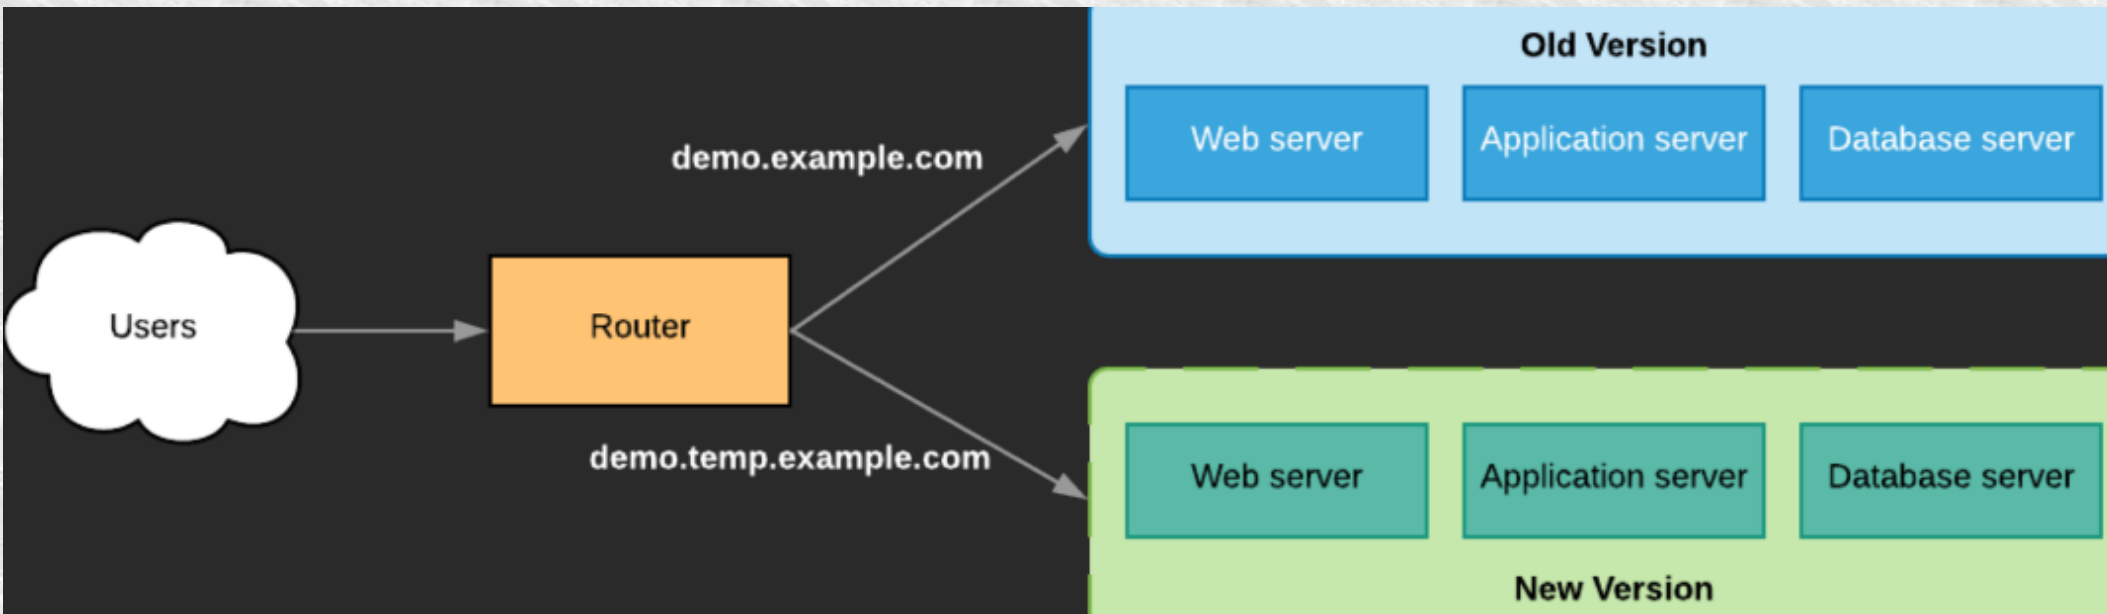 Old Version
Web server
Application server
Database server
demo.example.com
Users
Router
demo.temp.example.com
Web server
Application server
Database server
New Version